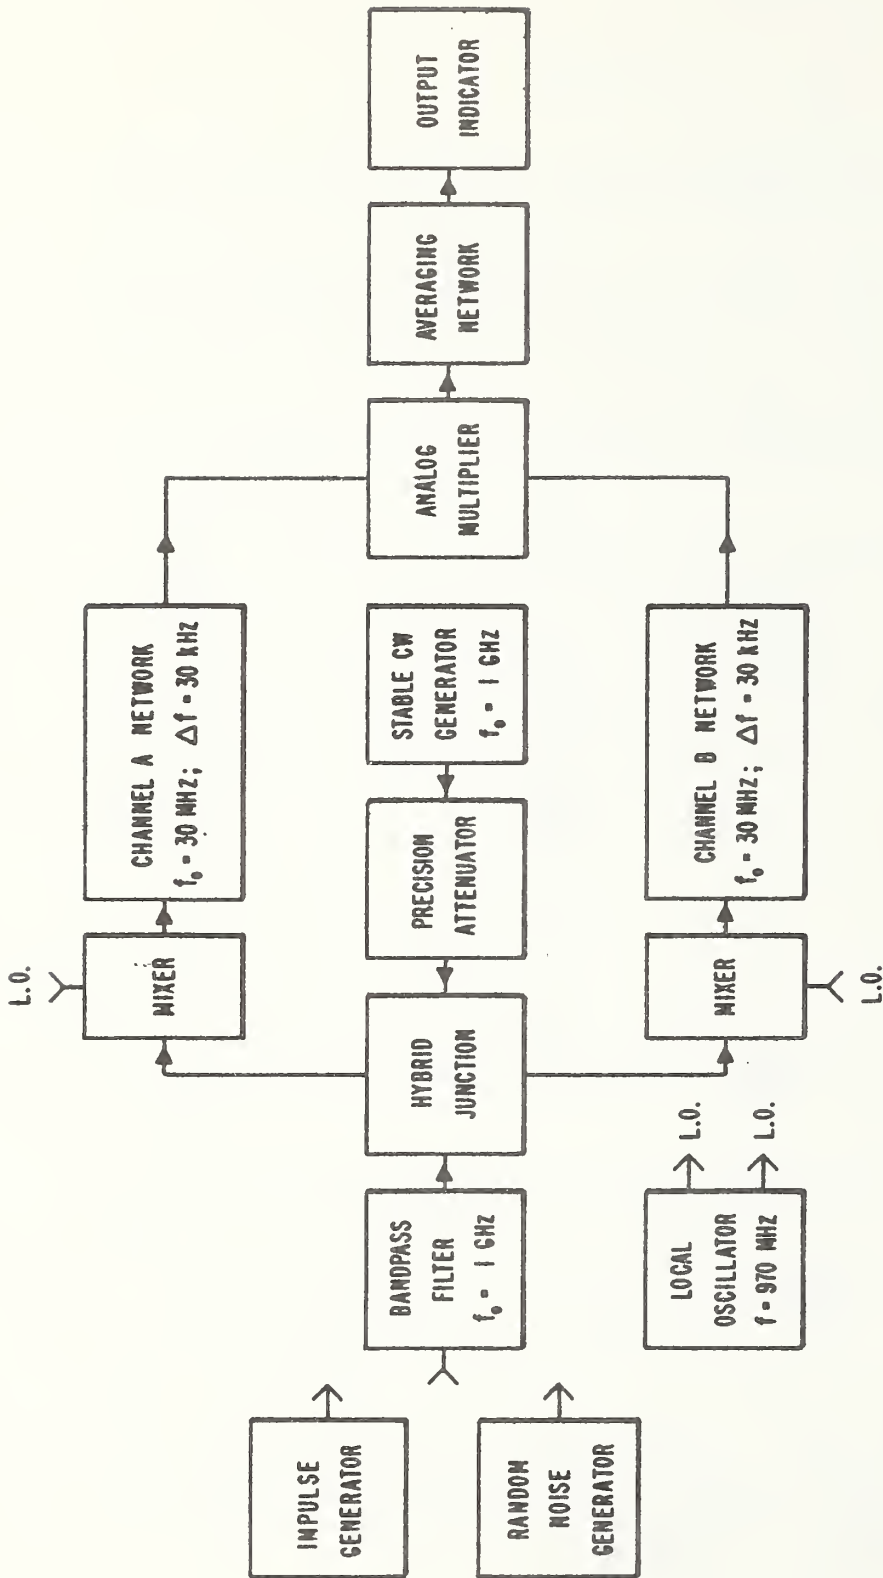 IMPULSE
GENERATOR
RANDOM
NOISE
GENERATOR
BANDPASS
FILTER
f₀ = 1 GHz
LOCAL
OSCILLATOR
f = 970 MHz
L.O.
L.O.
HYBRID
JUNCTION
L.O.
MIXER
MIXER
L.O.
PRECISION
ATTENUATOR
STABLE CW
GENERATOR
f₀ = 1 GHz
CHANNEL A NETWORK
f₀ = 30 MHz; Δf = 30 kHz
CHANNEL B NETWORK
f₀ = 30 MHz; Δf = 30 kHz
ANALOG
MULTIPLIER
AVERAGING
NETWORK
OUTPUT
INDICATOR